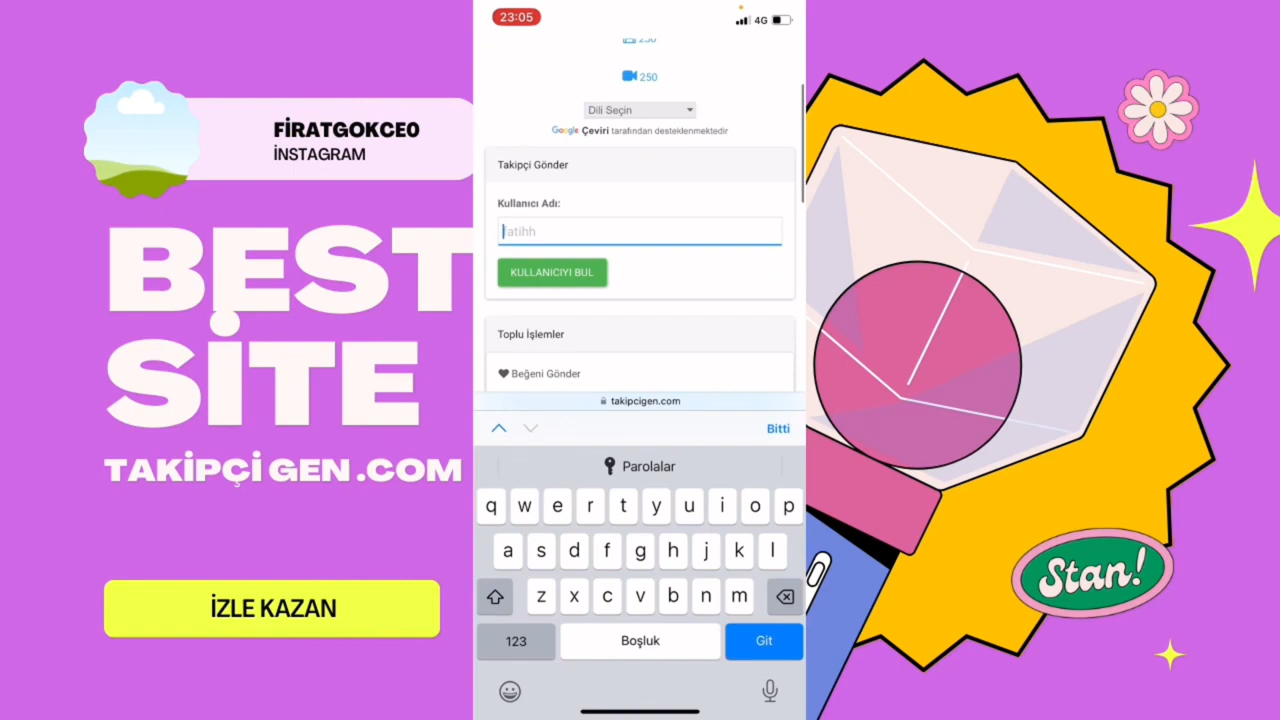 FİRATGOKCE0
İNSTAGRAM
BEST
SİTE
TAKİPÇİ GEN .COM
İZLE KAZAN
23:05
4G
250
250
Dili Seçin
Google Çeviri tarafından desteklenmektedir
Takipçi Gönder
Kullanıcı Adı:
fatihh
KULLANICIYI BUL
Toplu İşlemler
Beğeni Gönder
takipcigen.com
Bitti
Parolalar
q w e r t y u i o p
a s d f g h j k l
z x c v b n m
123 Boşluk Git
Stan!